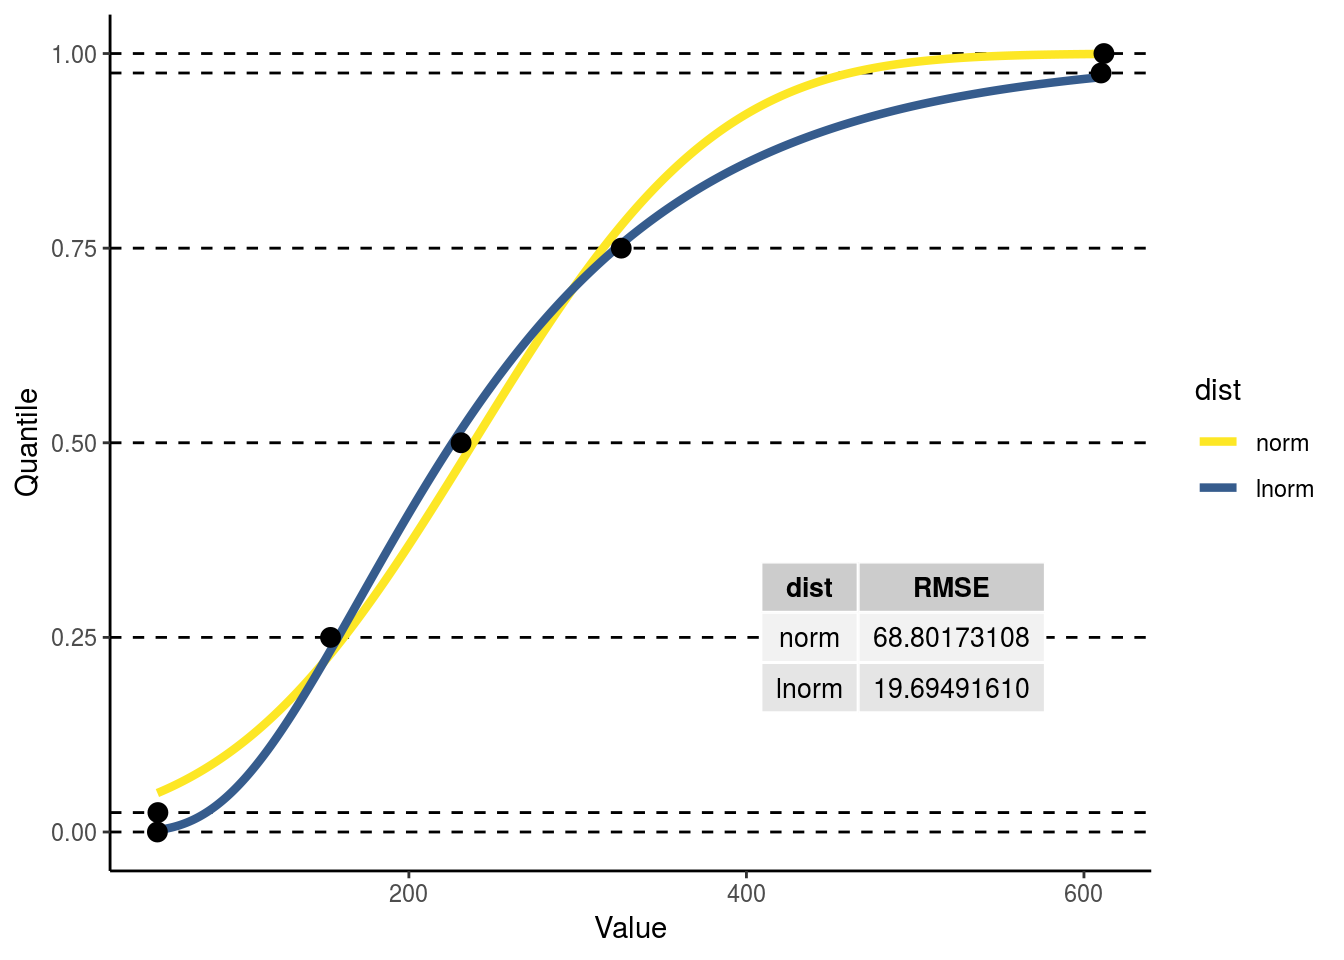 1.00
0.75
0.50
0.25
0.00
Quantile
200 400 600
Value
dist
norm
lnorm
dist RMSE
norm 68.80173108
lnorm 19.69491610